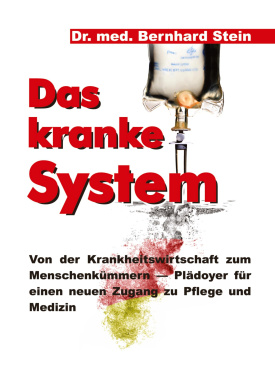 Dr. med. Bernhard Stein
Das
kranke
System
Von der Krankheitswirtschaft zum
Menschenkümmern — Plädoyer für
einen neuen Zugang zu Pflege und
Medizin